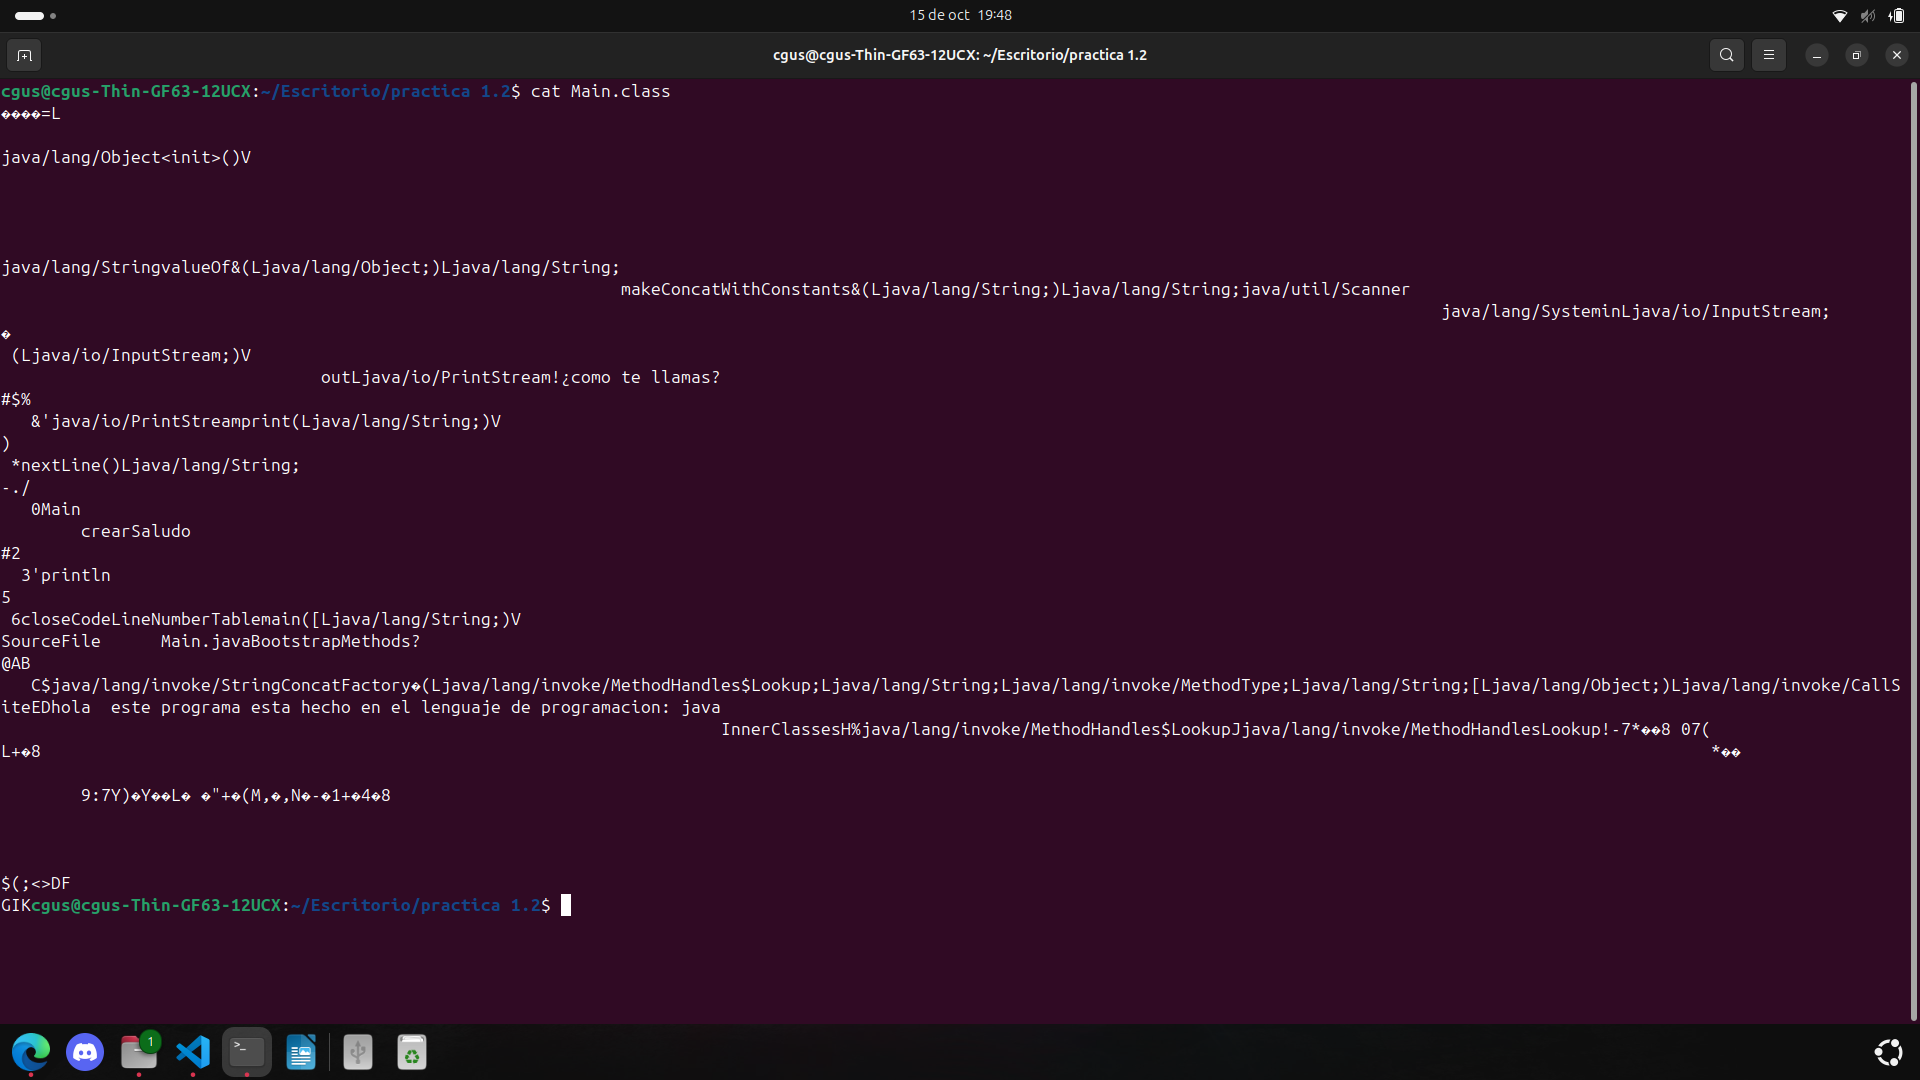 15 de oct 19:48
cgus@cgus-Thin-GF63-12UCX: ~/Escritorio/practica 1.2
cgus@cgus-Thin-GF63-12UCX:~/Escritorio/practica 1.2$ cat Main.class
����=L
java/lang/Object<init>()V
java/lang/StringvalueOf&(Ljava/lang/Object;)Ljava/lang/String;
makeConcatWithConstants&(Ljava/lang/String;)Ljava/lang/String;java/util/Scanner
java/lang/SysteminLjava/io/InputStream;
�
(Ljava/io/InputStream;)V
outLjava/io/PrintStream!¿como te llamas?
#$%
&'java/io/PrintStreamprint(Ljava/lang/String;)V
)
*nextLine()Ljava/lang/String;
-./
0Main
crearSaludo
#2
3'println
5
6closeCodeLineNumberTablemain([Ljava/lang/String;)V
SourceFile Main.javaBootstrapMethods?
@AB
C$java/lang/invoke/StringConcatFactory�(Ljava/lang/invoke/MethodHandles$Lookup;Ljava/lang/String;Ljava/lang/invoke/MethodType;Ljava/lang/String;[Ljava/lang/Object;)Ljava/lang/invoke/CallS
iteEDhola  este programa esta hecho en el lenguaje de programacion: java
InnerClassesH%java/lang/invoke/MethodHandles$LookupJjava/lang/invoke/MethodHandlesLookup!-7*��8 07(
L+�8 *��
9:7Y)�Y��L� �"+�(M,�,N�-�1+�4�8
$(;<>DF
GIKcgus@cgus-Thin-GF63-12UCX:~/Escritorio/practica 1.2$
1